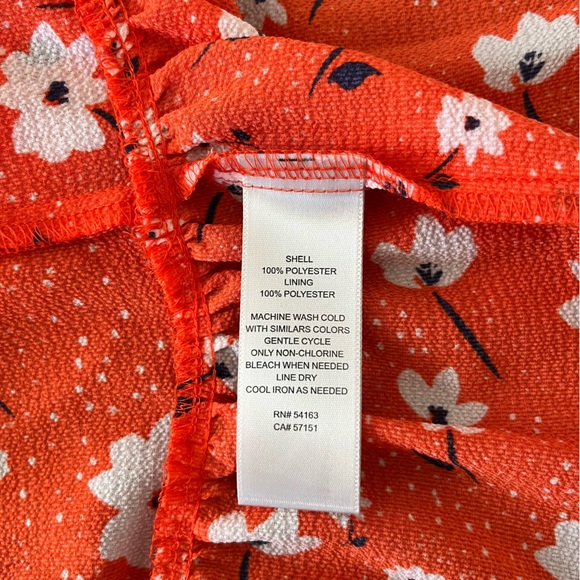 SHELL
100% POLYESTER
LINING
100% POLYESTER
MACHINE WASH COLD
WITH SIMILARS COLORS
GENTLE CYCLE
ONLY NON-CHLORINE
BLEACH WHEN NEEDED
LINE DRY
COOL IRON AS NEEDED
RN# 54163
CA# 57151